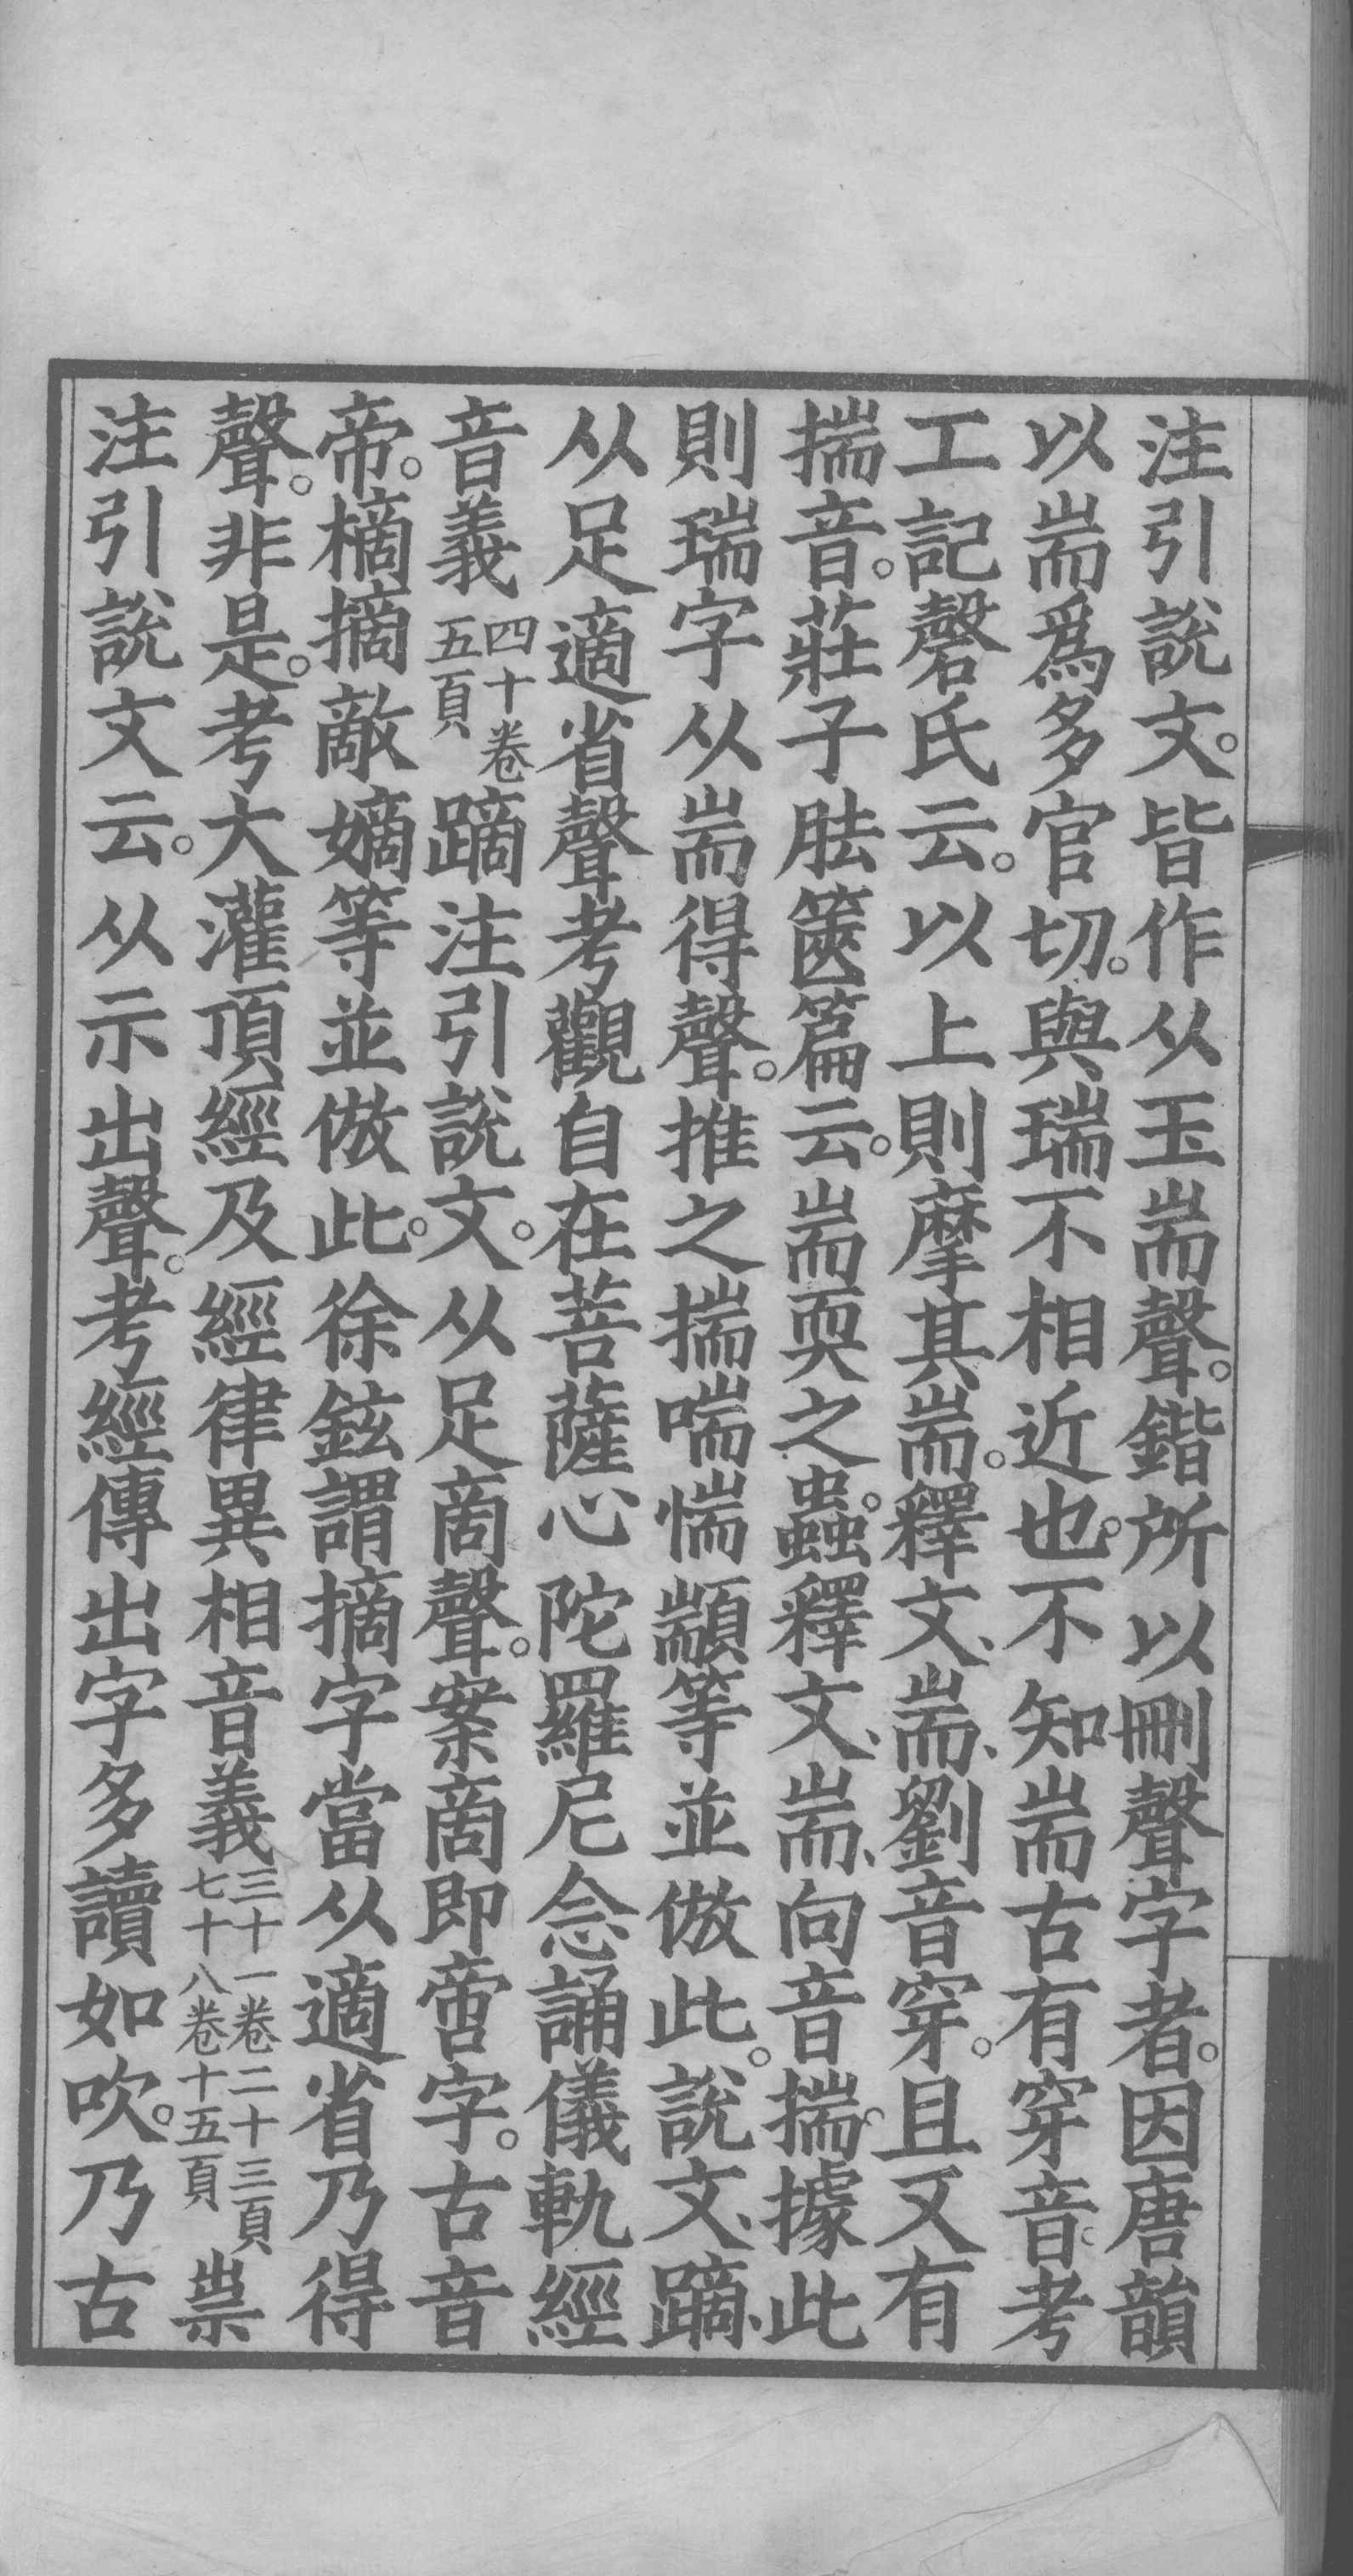 注引說文。皆作从玉耑聲。鍇所以刪聲字者。因唐韻
以耑爲多官切。與瑞不相近也。不知耑古有穿音。考
工記磬氏云。以上則摩其耑。釋文、耑、劉音穿。且又有
揣音。莊子胠篋篇云。耑耎之蟲。釋文、耑、向音揣。據此
則瑞字从耑得聲。推之揣喘惴顓等並倣此。說文、蹢、
从足適省聲考觀自在菩薩心陀羅尼念誦儀軌經
音義四十卷五頁蹢注引說文。从足啇聲。案啇即啻字。古音
帝。樀摘敵嫡等並倣此。徐鉉謂摘字當从適省乃得
聲。非是。考大灌頂經及經律異相音義三十一卷二十三頁七十八卷十五頁祟
注引說文云。从示出聲。考經傳出字多讀如吹。乃古